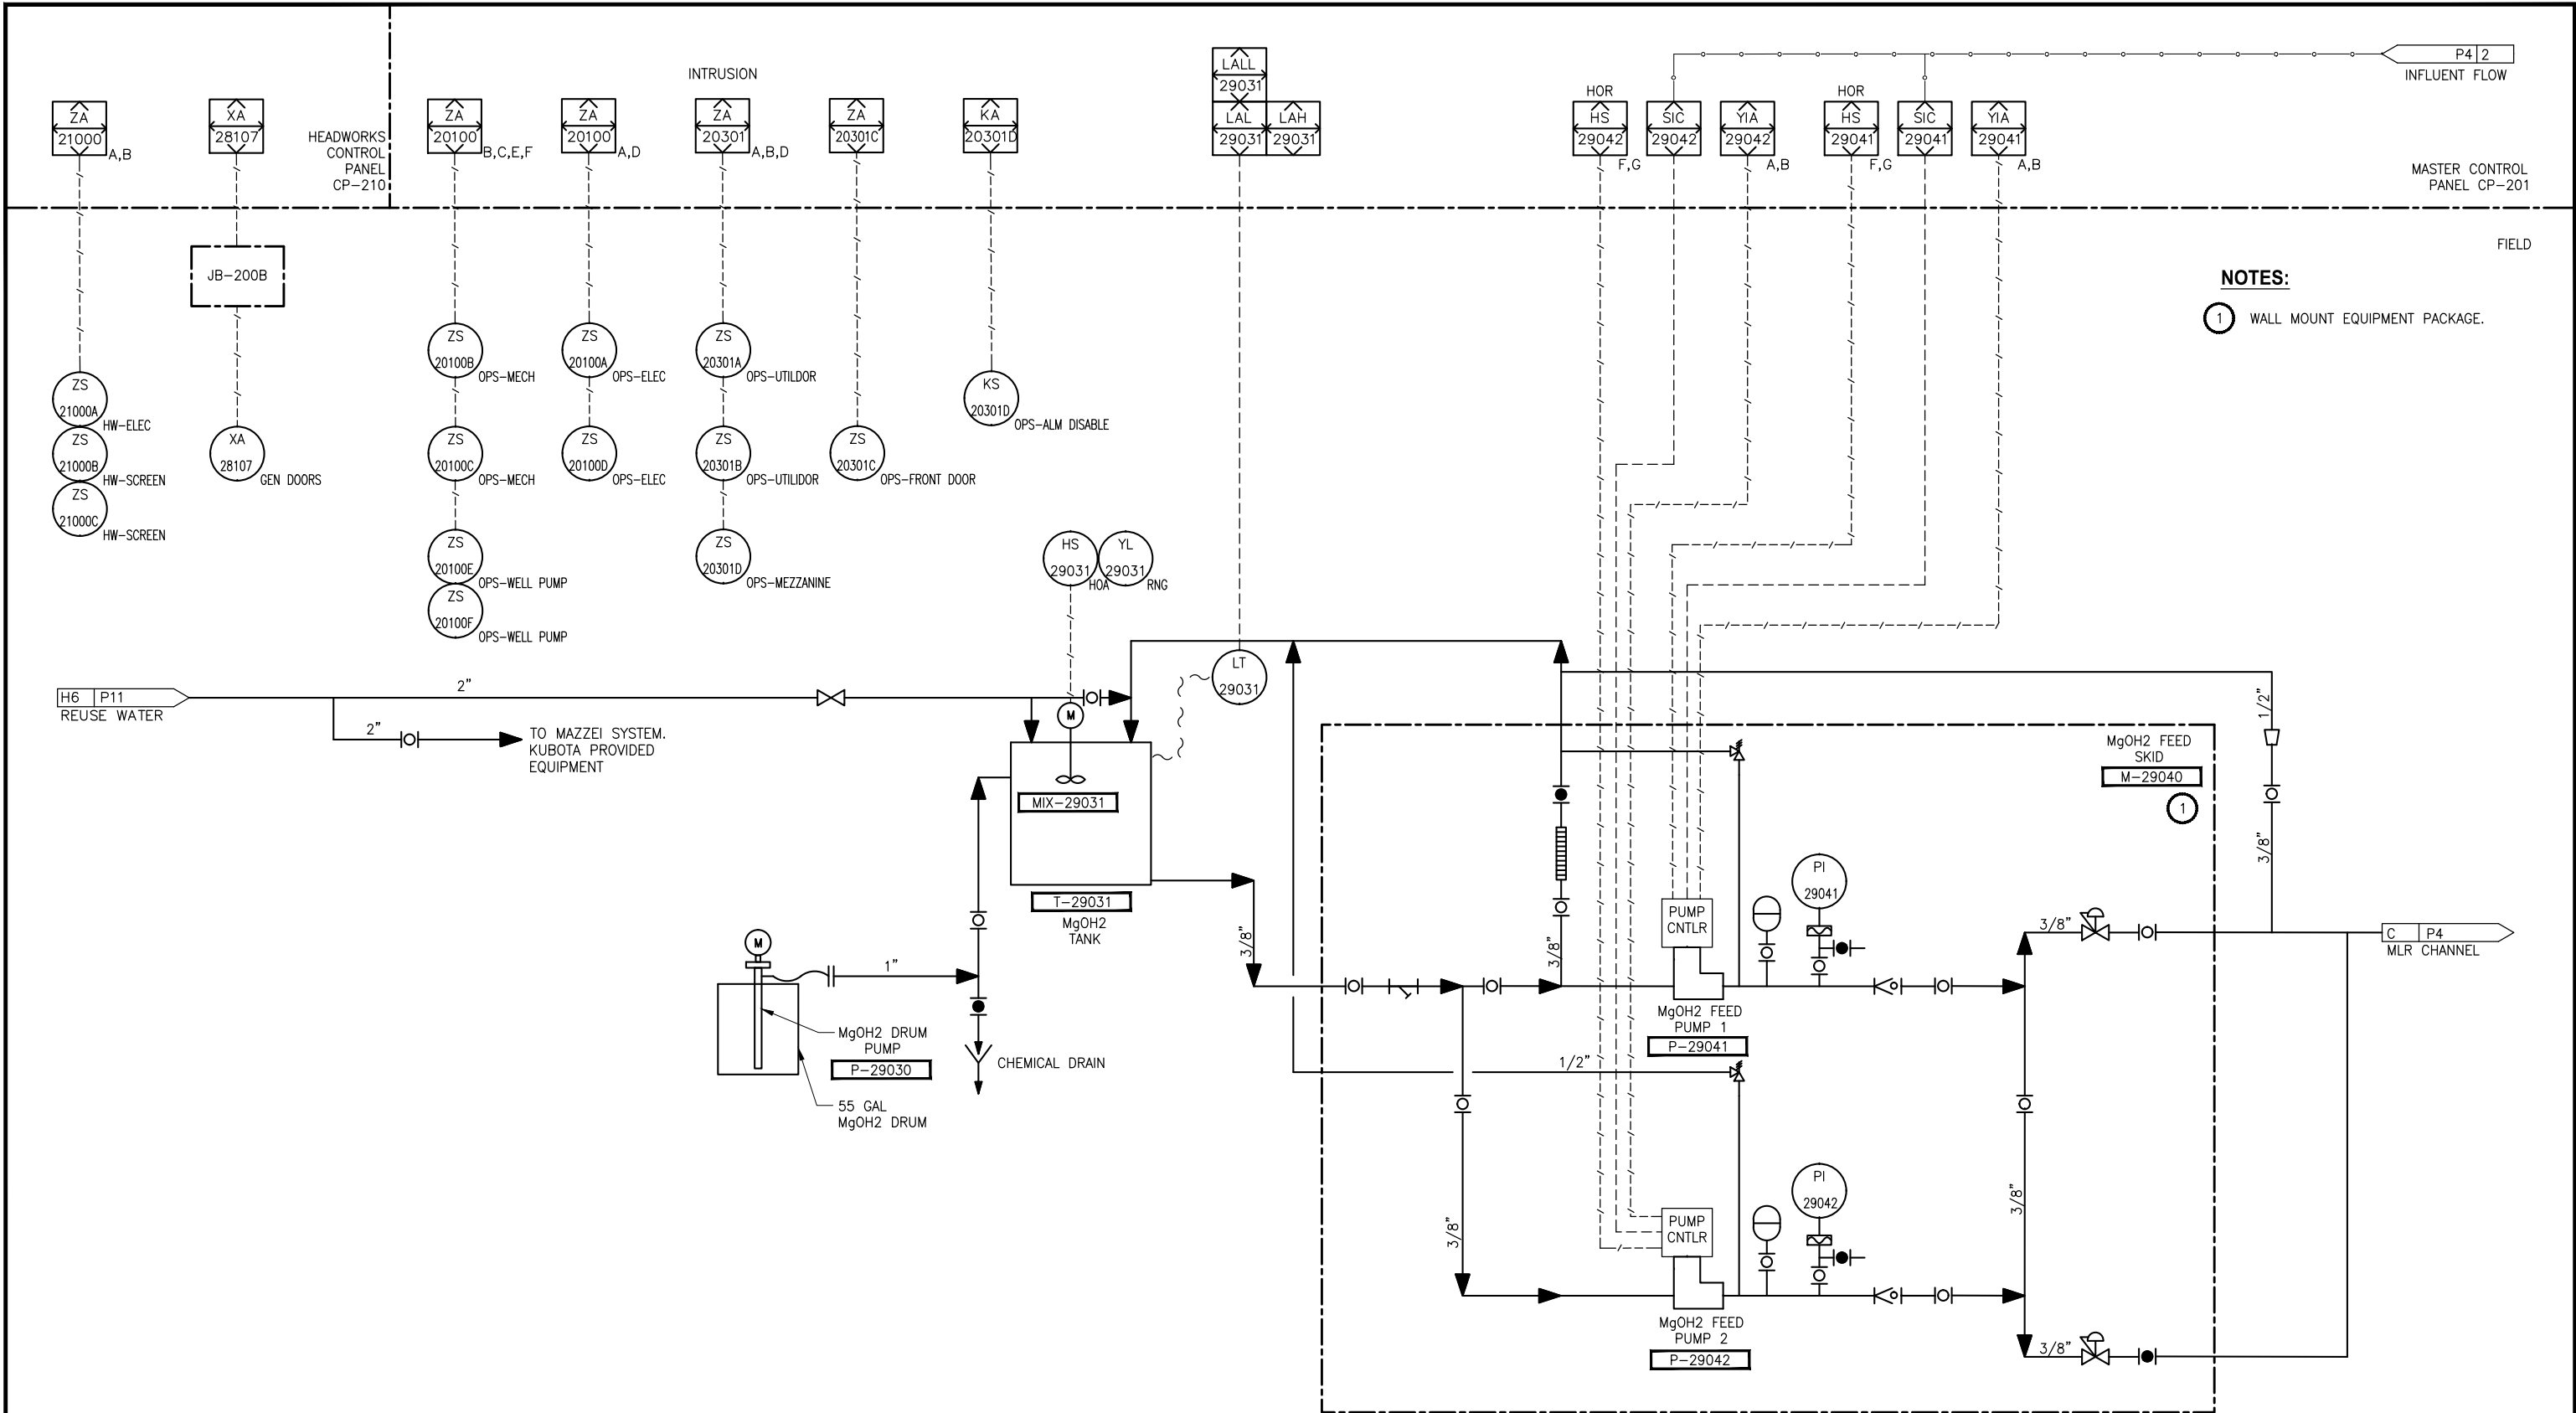 INTRUSION
LALL
29031
LAL
29031
LAH
29031
P4 2
INFLUENT FLOW
ZA
21000
A,B
XA
28107
HEADWORKS
CONTROL
PANEL
CP-210
ZA
20100
B,C,E,F
ZA
20100
A,D
ZA
20301
A,B,D
ZA
20301C
KA
20301D
HOR
HS
29042
F,G
SIC
29042
YIA
29042
A,B
HOR
HS
29041
F,G
SIC
29041
YIA
29041
A,B
MASTER CONTROL
PANEL CP-201
FIELD
NOTES:
1 WALL MOUNT EQUIPMENT PACKAGE.
JB-200B
ZS
21000A
HW-ELEC
ZS
21000B
HW-SCREEN
ZS
21000C
HW-SCREEN
XA
28107
GEN DOORS
ZS
20100B
OPS-MECH
ZS
20100C
OPS-MECH
ZS
20100E
OPS-WELL PUMP
ZS
20100F
OPS-WELL PUMP
ZS
20100A
OPS-ELEC
ZS
20100D
OPS-ELEC
ZS
20301A
OPS-UTILDOR
ZS
20301B
OPS-UTILIDOR
ZS
20301D
OPS-MEZZANINE
ZS
20301C
OPS-FRONT DOOR
KS
20301D
OPS-ALM DISABLE
HS
29031
HOA
YL
29031
RNG
LT
29031
H6 P11
REUSE WATER
2"
2"
TO MAZZEI SYSTEM.
KUBOTA PROVIDED
EQUIPMENT
M
MIX-29031
T-29031
MgOH2
TANK
M
1"
MgOH2 DRUM
PUMP
P-29030
55 GAL
MgOH2 DRUM
CHEMICAL DRAIN
3/8"
3/8"
1/2"
3/8"
MgOH2 FEED
SKID
M-29040
1
1/2"
3/8"
PUMP
CNTLR
PI
29041
MgOH2 FEED
PUMP 1
P-29041
3/8"
C P4
MLR CHANNEL
PUMP
CNTLR
PI
29042
MgOH2 FEED
PUMP 2
P-29042
3/8"
3/8"